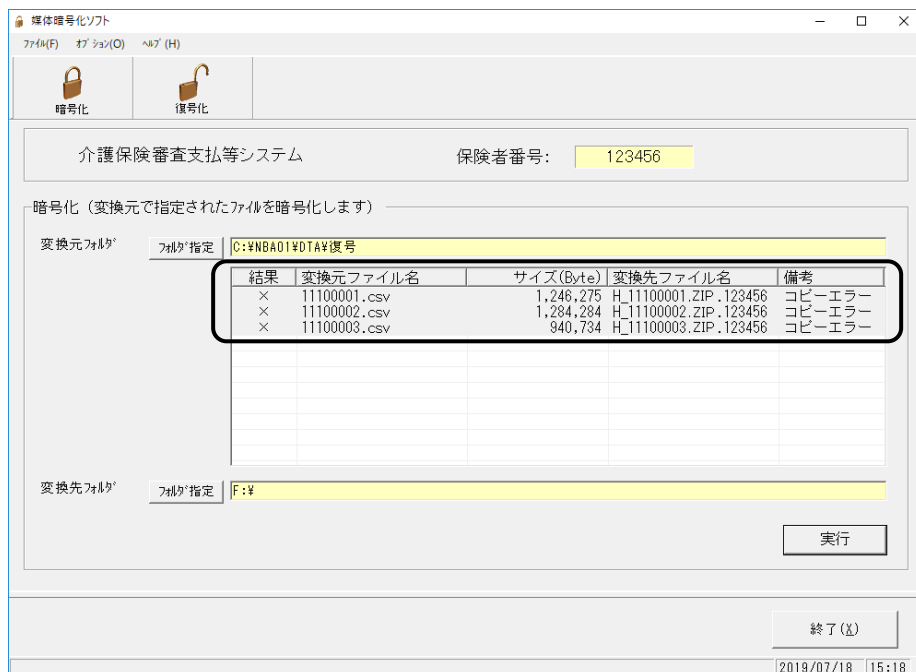 媒体暗号化ソフト
ﾌｧｲﾙ(F) ｵﾌﾟｼｮﾝ(O) ﾍﾙﾌﾟ(H)
暗号化 復号化
介護保険審査支払等システム 保険者番号: 123456
暗号化（変換元で指定されたﾌｧｲﾙを暗号化します）
変換元ﾌｫﾙﾀﾞ ﾌｫﾙﾀﾞ指定 C:¥NBA01¥DTA¥復号
結果 変換元ファイル名 サイズ(Byte) 変換先ファイル名 備考
× 11100001.csv 1,246,275 H_11100001.ZIP.123456 コピーエラー
× 11100002.csv 1,284,284 H_11100002.ZIP.123456 コピーエラー
× 11100003.csv 940,734 H_11100003.ZIP.123456 コピーエラー
変換先ﾌｫﾙﾀﾞ ﾌｫﾙﾀﾞ指定 F:¥
実行
終了(X)
2019/07/18 15:18